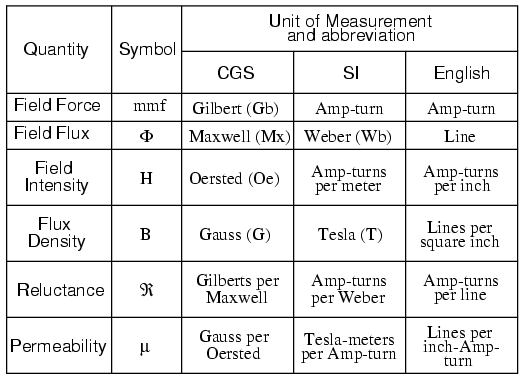 Quantity
Symbol
Unit of Measurement
and abbreviation
CGS
SI
English
Field Force
mmf
Gilbert (Gb)
Amp-turn
Amp-turn
Field Flux
Φ
Maxwell (Mx)
Weber (Wb)
Line
Field
Intensity
H
Oersted (Oe)
Amp-turns
per meter
Amp-turns
per inch
Flux
Density
B
Gauss (G)
Tesla (T)
Lines per
square inch
Reluctance
ℜ
Gilberts per
Maxwell
Amp-turns
per Weber
Amp-turns
per line
Permeability
μ
Gauss per
Oersted
Tesla-meters
per Amp-turn
Lines per
inch-Amp-
turn